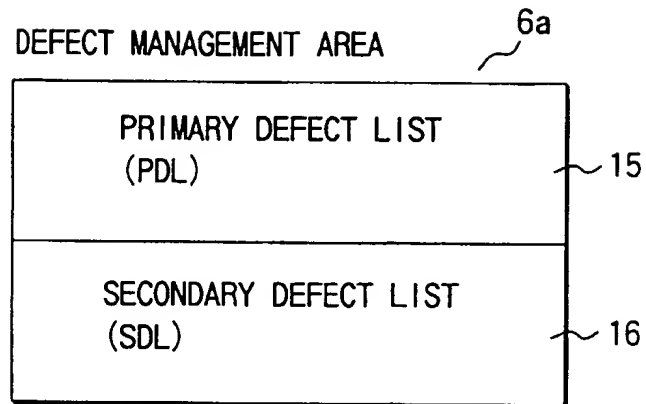 6a
DEFECT MANAGEMENT AREA
PRIMARY DEFECT LIST
(PDL)
15
SECONDARY DEFECT LIST
(SDL)
16